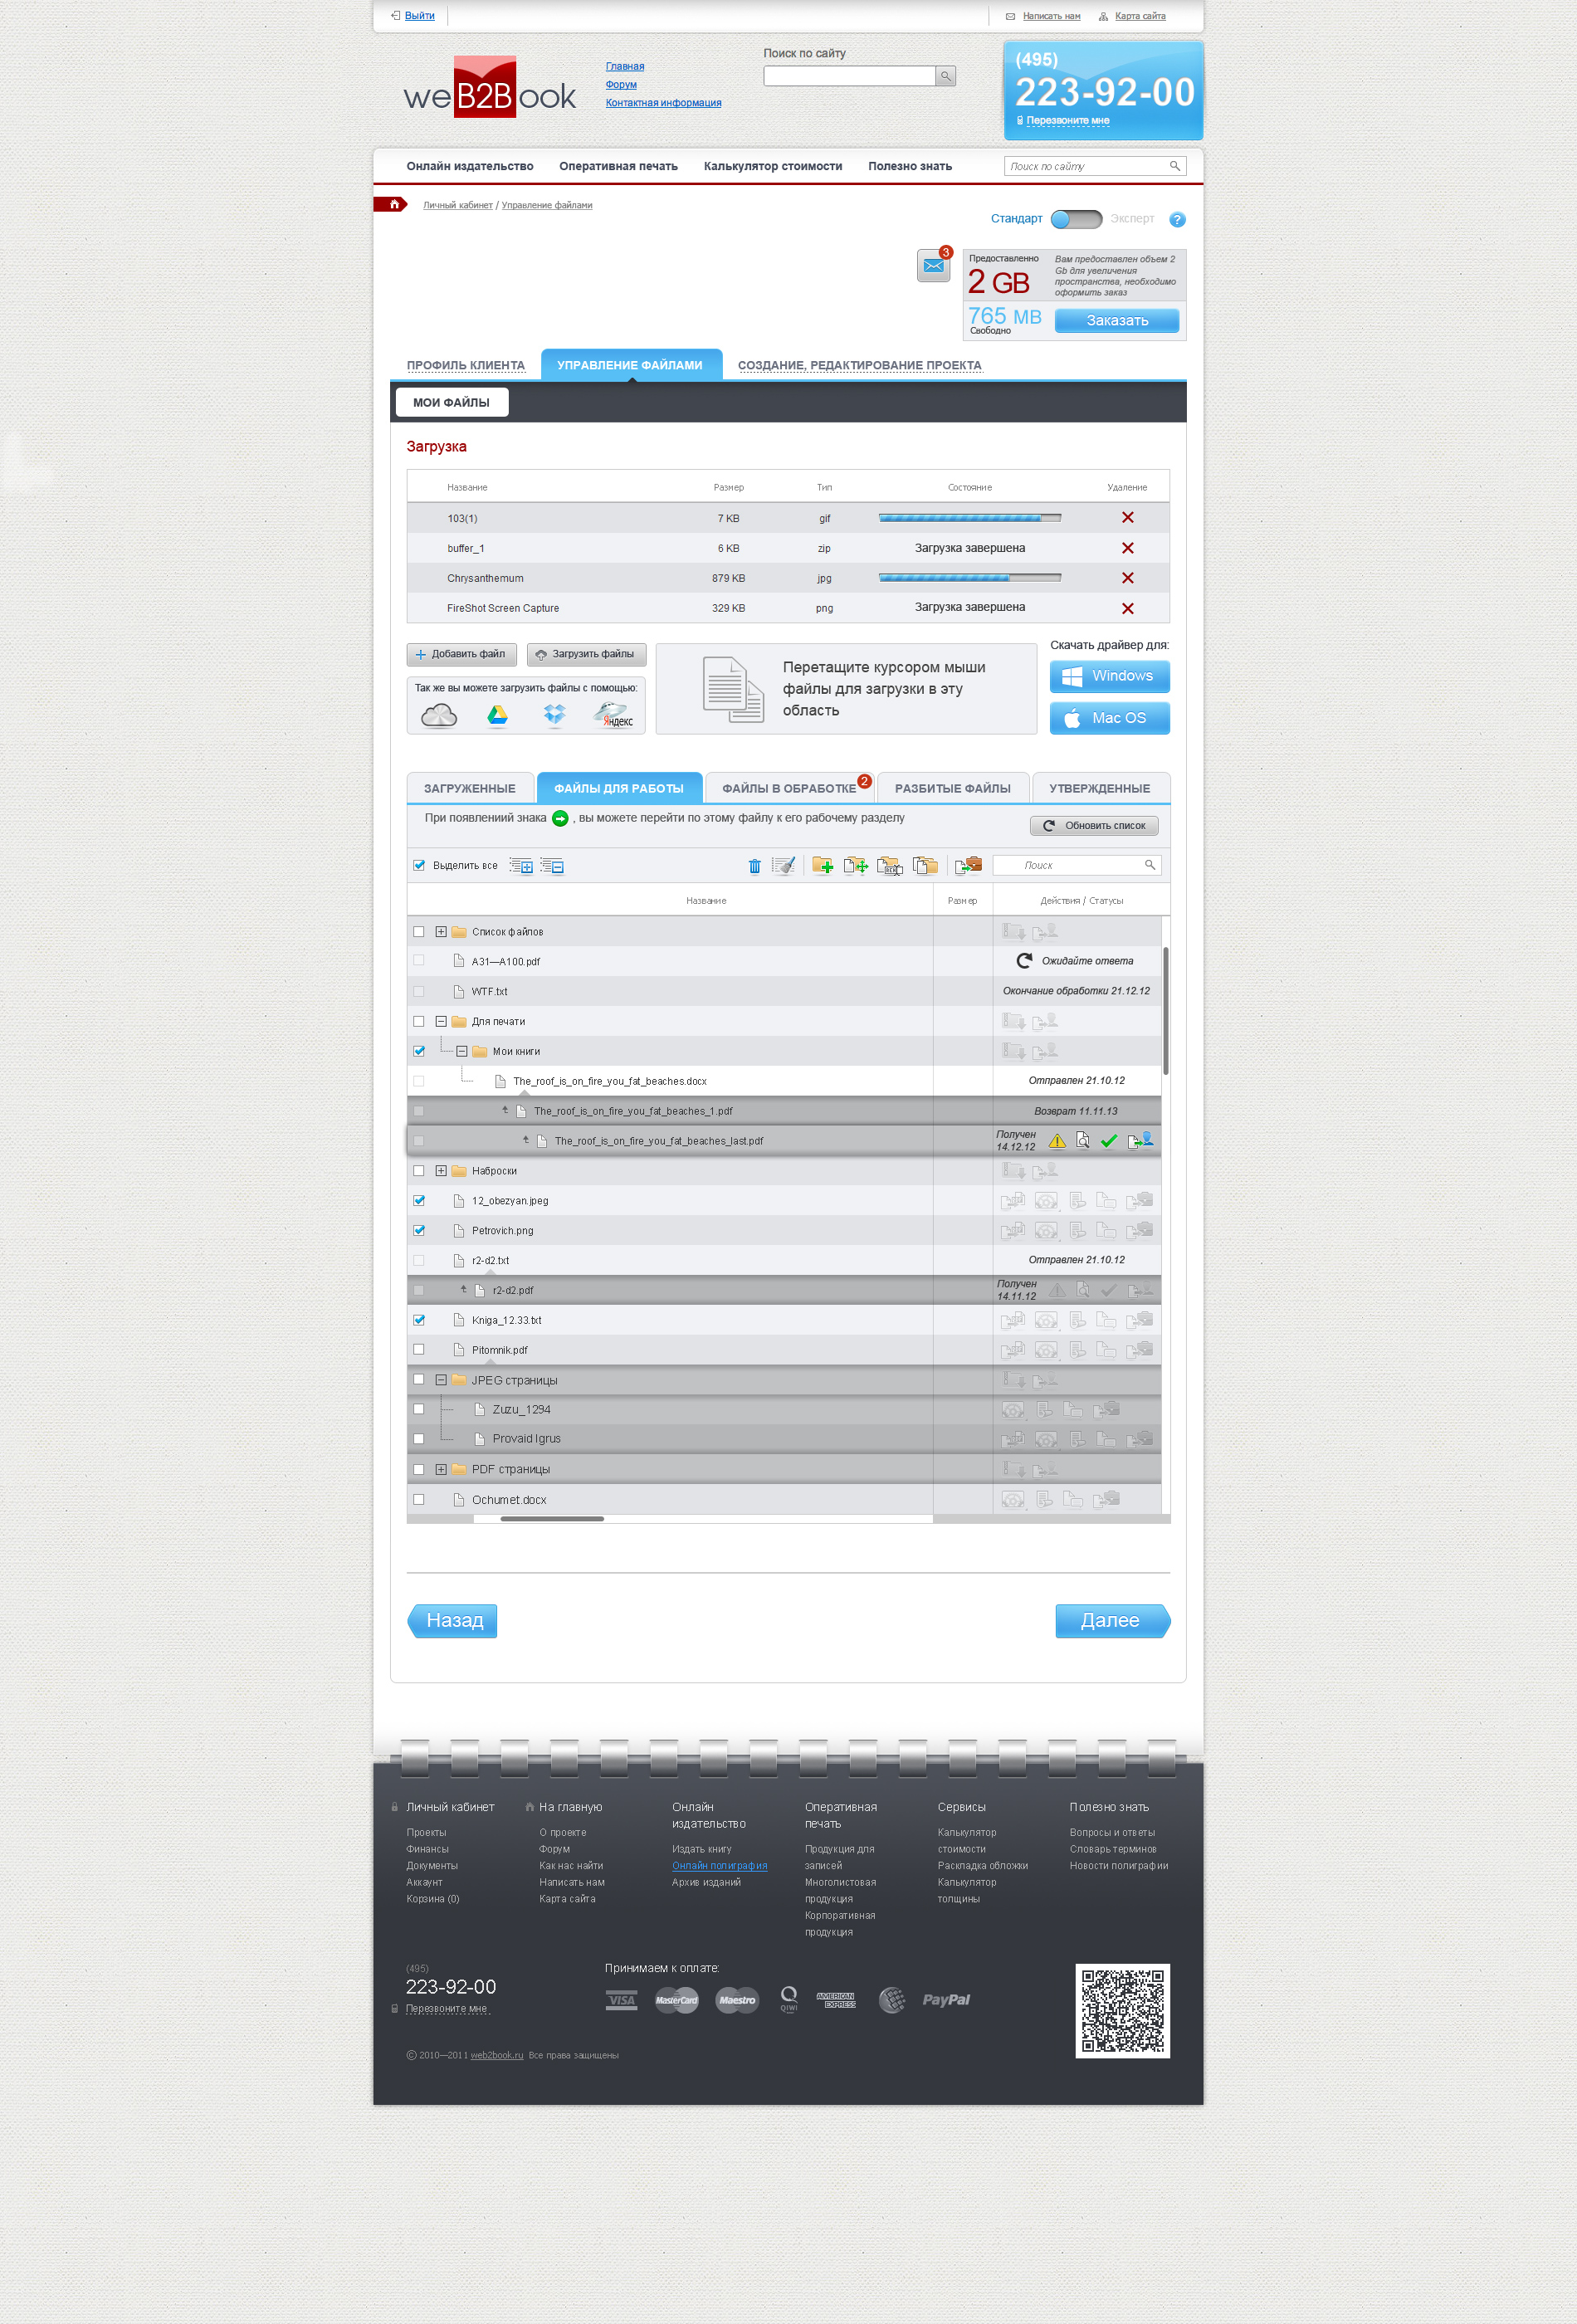 Выйти
Написать нам
Карта сайта
weB2Book
Главная
Форум
Контактная информация
Поиск по сайту
(495)
223-92-00
Перезвоните мне
Онлайн издательство
Оперативная печать
Калькулятор стоимости
Полезно знать
Поиск по сайту
Личный кабинет / Управление файлами
Стандарт
Эксперт
?
3
Предоставленно
2 GB
Вам предоставлен объем 2
Gb для увеличения
пространства, необходимо
оформить заказ
765 MB
Свободно
Заказать
ПРОФИЛЬ КЛИЕНТА
УПРАВЛЕНИЕ ФАЙЛАМИ
СОЗДАНИЕ, РЕДАКТИРОВАНИЕ ПРОЕКТА
МОИ ФАЙЛЫ
Загрузка
Название Размер Тип Состояние Удаление
103(1) 7 KB gif
buffer_1 6 KB zip Загрузка завершена
Chrysanthemum 879 KB jpg
FireShot Screen Capture 329 KB png Загрузка завершена
Добавить файл
Загрузить файлы
Так же вы можете загрузить файлы с помощью:
Яндекс
Перетащите курсором мыши
файлы для загрузки в эту
область
Скачать драйвер для:
Windows
Mac OS
ЗАГРУЖЕННЫЕ
ФАЙЛЫ ДЛЯ РАБОТЫ
ФАЙЛЫ В ОБРАБОТКЕ
2
РАЗБИТЫЕ ФАЙЛЫ
УТВЕРЖДЕННЫЕ
При появлениий знака , вы можете перейти по этому файлу к его рабочему разделу
Обновить список
Выделить все
Поиск
Название Размер Действия / Статусы
Список файлов
A31—A100.pdf Ожидайте ответа
WTF.txt Окончание обработки 21.12.12
Для печати
Мои книги
The_roof_is_on_fire_you_fat_beaches.docx Отправлен 21.10.12
The_roof_is_on_fire_you_fat_beaches_1.pdf Возврат 11.11.13
The_roof_is_on_fire_you_fat_beaches_last.pdf Получен
14.12.12
Наброски
12_obezyan.jpeg
Petrovich.png
r2-d2.txt Отправлен 21.10.12
r2-d2.pdf Получен
14.11.12
Kniga_12.33.txt
Pitomnik.pdf
JPEG страницы
Zuzu_1294
Provaid Igrus
PDF страницы
Ochumet.docx
Назад
Далее
Личный кабинет
Проекты
Финансы
Документы
Аккаунт
Корзина (0)
На главную
О проекте
Форум
Как нас найти
Написать нам
Карта сайта
Онлайн
издательство
Издать книгу
Онлайн полиграфия
Архив изданий
Оперативная
печать
Продукция для
записей
Многолистовая
продукция
Корпоративная
продукция
Сервисы
Калькулятор
стоимости
Раскладка обложки
Калькулятор
толщины
Полезно знать
Вопросы и ответы
Словарь терминов
Новости полиграфии
(495)
223-92-00
Перезвоните мне
Принимаем к оплате:
VISA
MasterCard
Maestro
QIWI
AMERICAN
EXPRESS
PayPal
© 2010—2011 web2book.ru Все права защищены